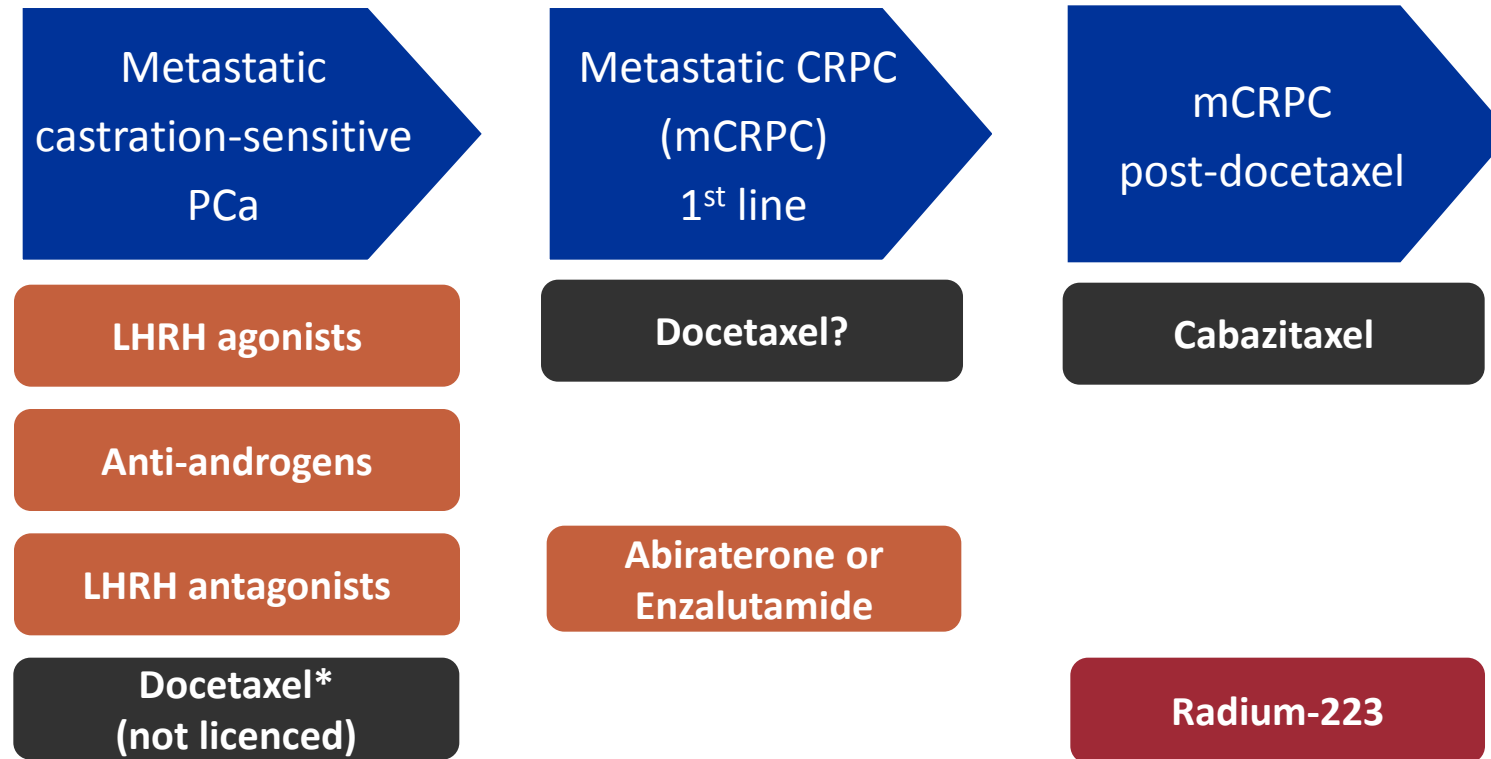 Metastatic
castration-sensitive
PCa
Metastatic CRPC
(mCRPC)
1st line
mCRPC
post-docetaxel
LHRH agonists
Docetaxel?
Cabazitaxel
Anti-androgens
LHRH antagonists
Abiraterone or
Enzalutamide
Docetaxel*
(not licenced)
Radium-223